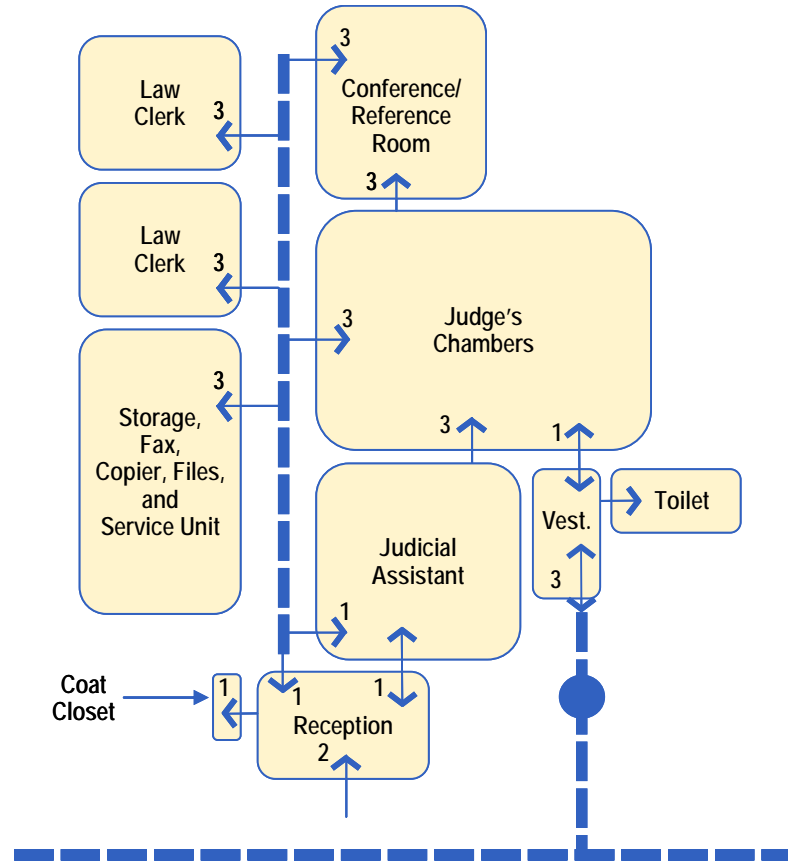 Law
Clerk
3
3
Conference/
Reference
Room
3
Law
Clerk
3
3
Judge's
Chambers
3
1
3
Storage,
Fax,
Copier, Files,
and
Service Unit
Judicial
Assistant
1
1
Vest.
3
Toilet
Coat
Closet
1
1
Reception
2